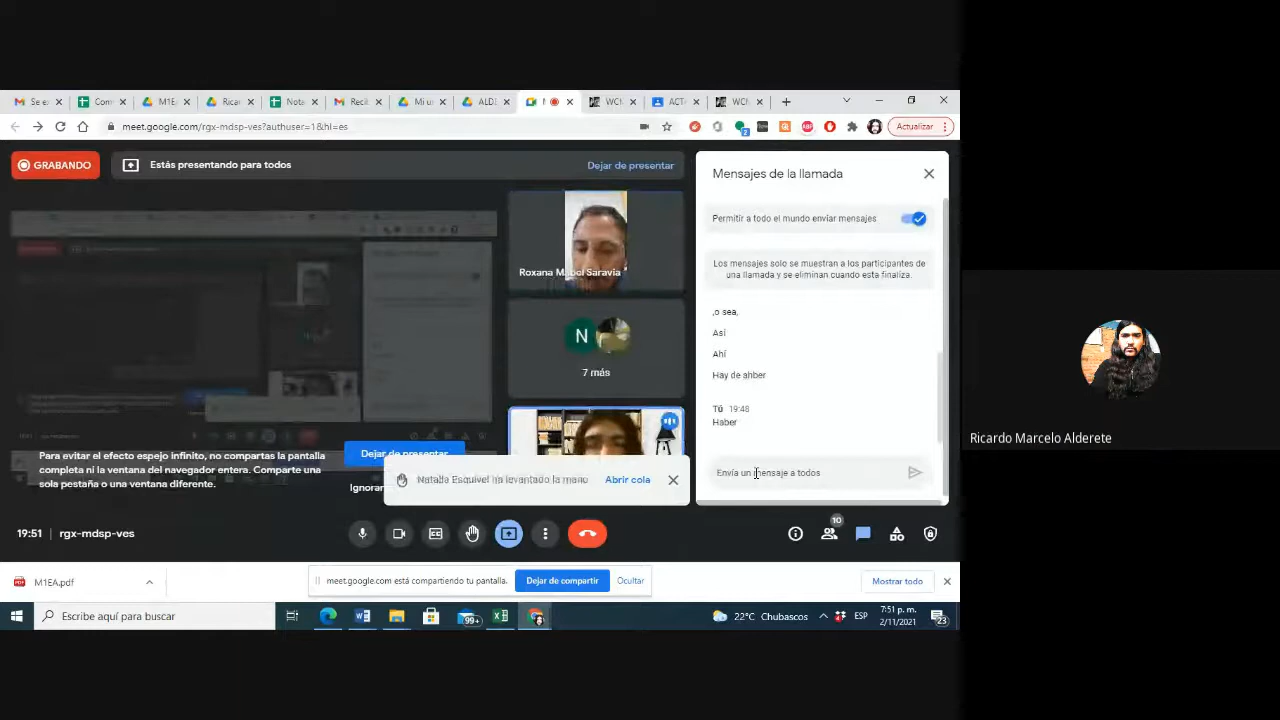 Se e
Com
M1EA
Ricar
Nota
Recib
Mi u
ALDE
WCM
ACT
WCM
meet.google.com/rgx-mdsp-ves?authuser=1&hl=es
Actualizar
GRABANDO
Estás presentando para todos
Dejar de presentar
Mensajes de la llamada
Permitir a todo el mundo enviar mensajes
Los mensajes solo se muestran a los participantes de
una llamada y se eliminan cuando esta finaliza.
,o sea,
Así
Ahí
Hay de ahber
Tú 19:48
Haber
Envía un mensaje a todos
Roxana Mabel Saravia
N
7 más
Para evitar el efecto espejo infinito, no compartas la pantalla
completa ni la ventana del navegador entera. Comparte una
sola pestaña o una ventana diferente.
Dejar de presentar
Ignorar
Natalia Esquivel ha levantado la mano
Abrir cola
19:51 | rgx-mdsp-ves
10
Ricardo Marcelo Alderete
M1EA.pdf
meet.google.com está compartiendo tu pantalla.
Dejar de compartir
Ocultar
Mostrar todo
Escribe aquí para buscar
99+
22°C Chubascos
ESP
7:51 p. m.
2/11/2021
23